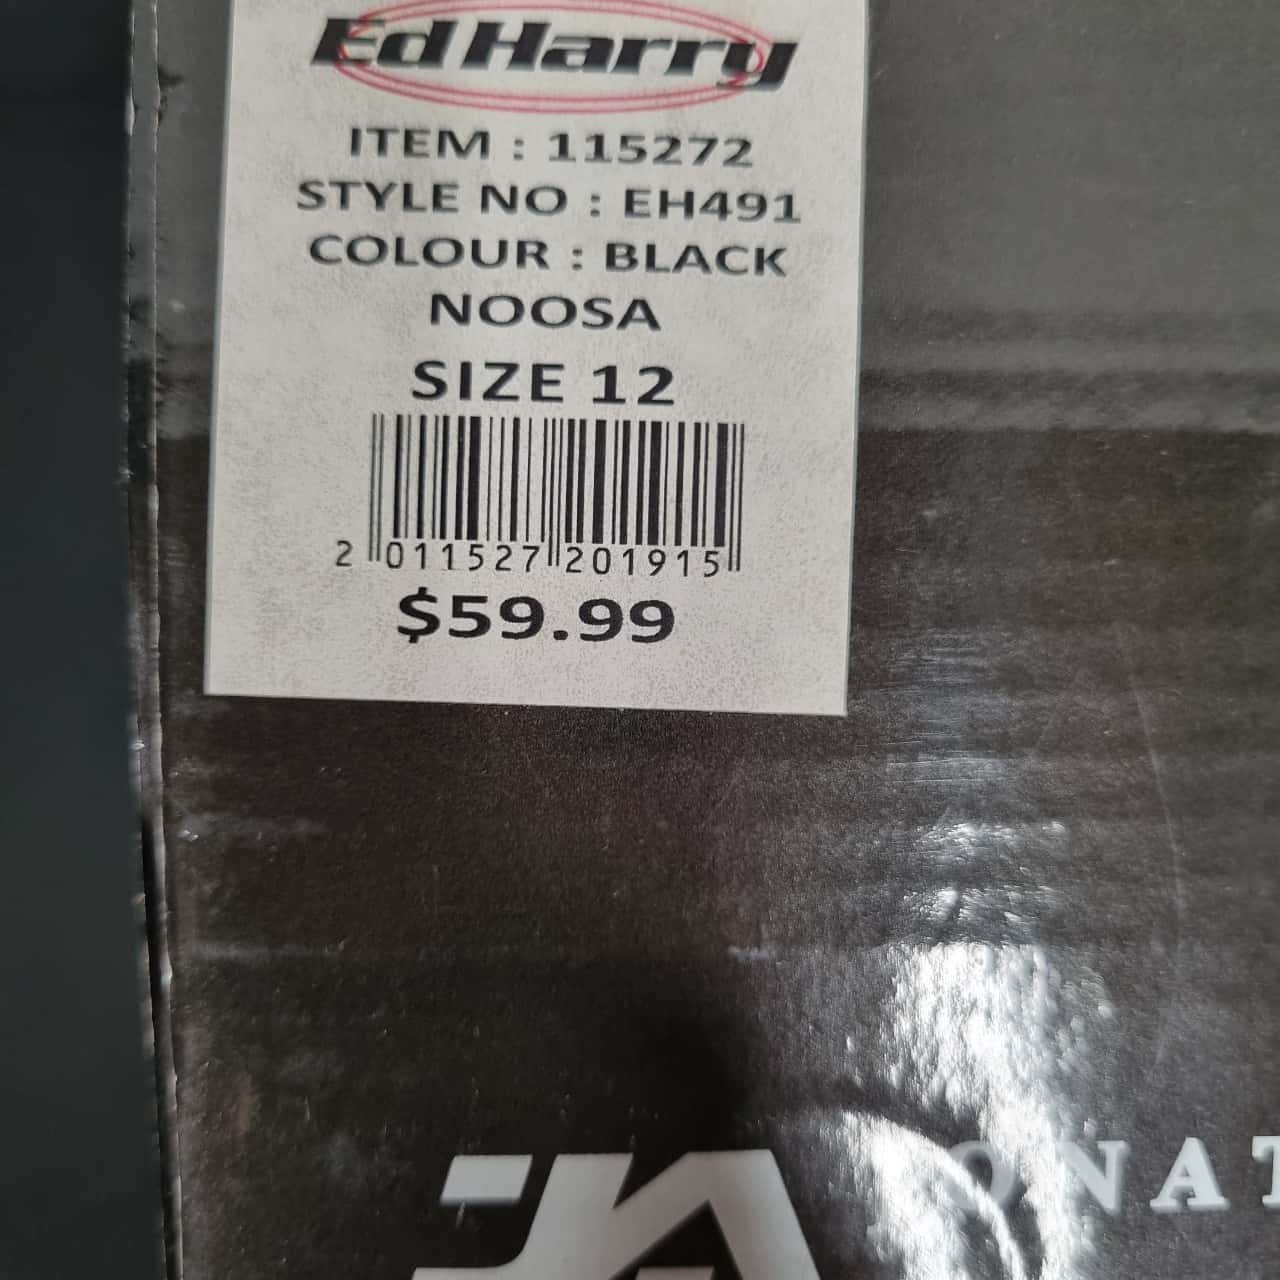 Ed Harry
ITEM : 115272
STYLE NO : EH491
COLOUR : BLACK
NOOSA
SIZE 12
2 011527 201915
$59.99